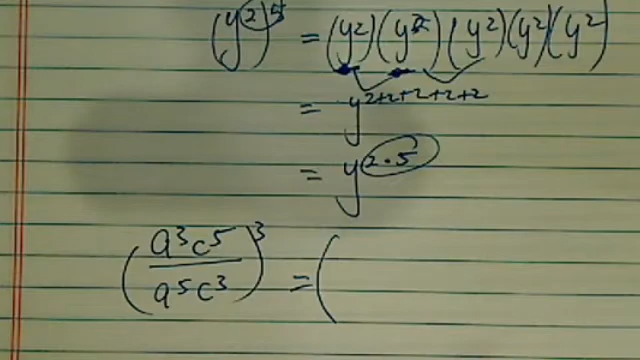 (y²)⁵ = (y²)(y²)(y²)(y²)(y²)
= y²⁺²⁺²⁺²⁺²
= y²·⁵
(a³c⁵/a⁵c³)³ = (